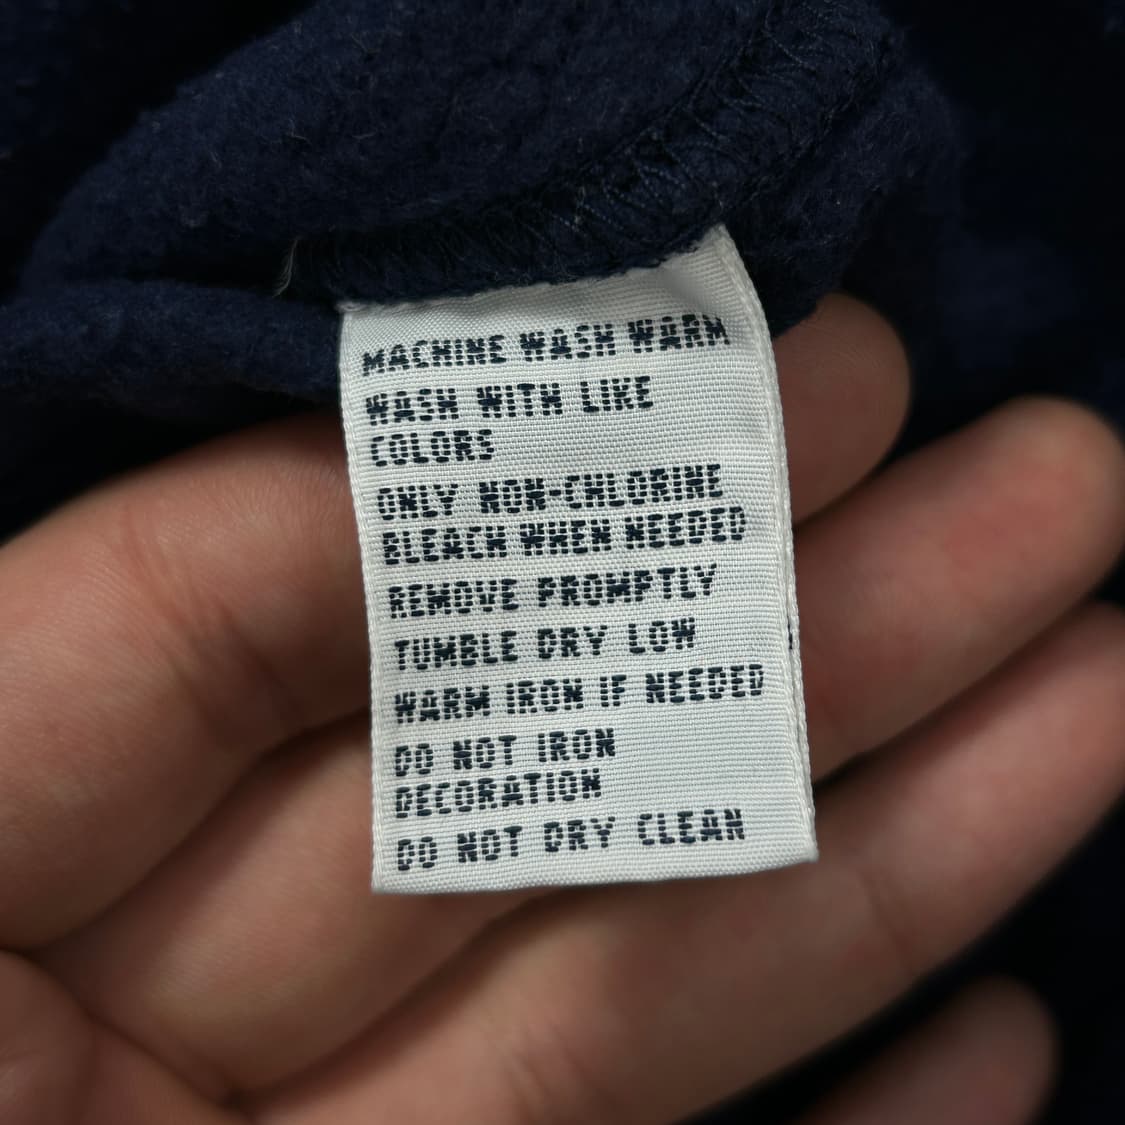 MACHINE WASH WARM
WASH WITH LIKE
COLORS
ONLY NON-CHLORINE
BLEACH WHEN NEEDED
REMOVE PROMPTLY
TUMBLE DRY LOW
WARM IRON IF NEEDED
DO NOT IRON
DECORATION
DO NOT DRY CLEAN